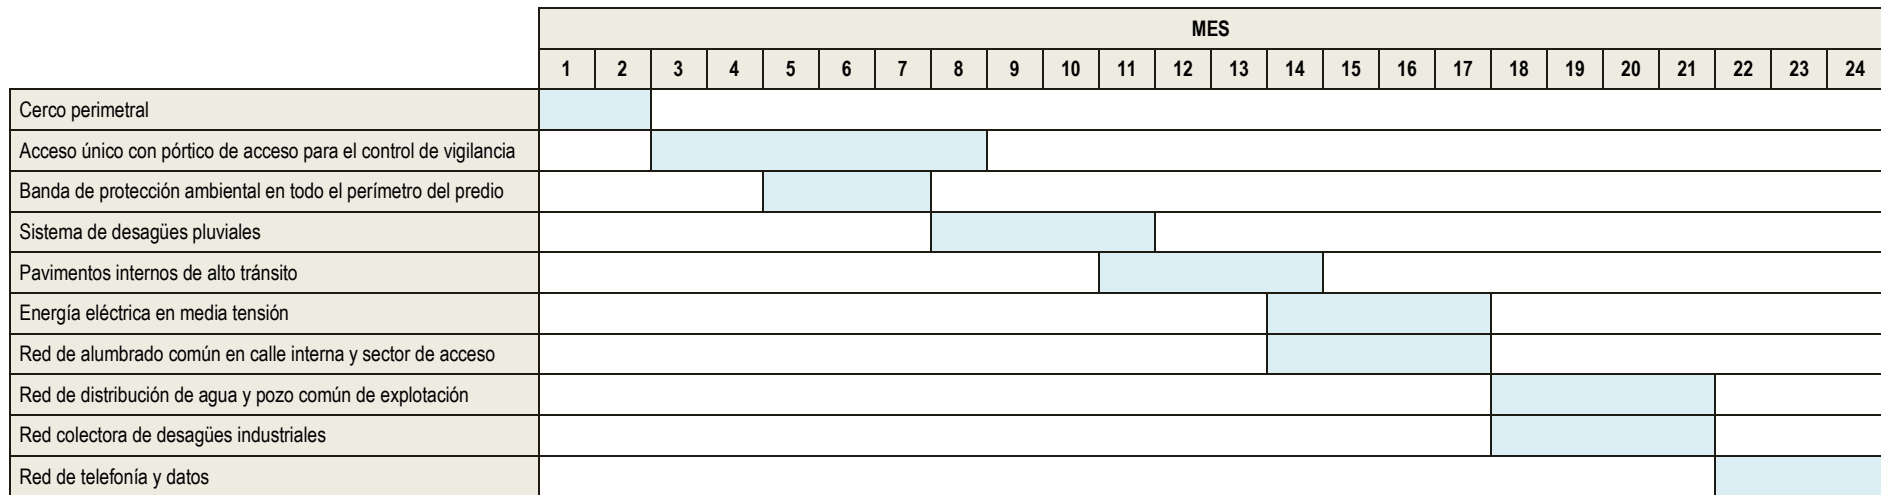 MES
1 2 3 4 5 6 7 8 9 10 11 12 13 14 15 16 17 18 19 20 21 22 23 24
Cerco perimetral
Acceso único con pórtico de acceso para el control de vigilancia
Banda de protección ambiental en todo el perímetro del predio
Sistema de desagües pluviales
Pavimentos internos de alto tránsito
Energía eléctrica en media tensión
Red de alumbrado común en calle interna y sector de acceso
Red de distribución de agua y pozo común de explotación
Red colectora de desagües industriales
Red de telefonía y datos